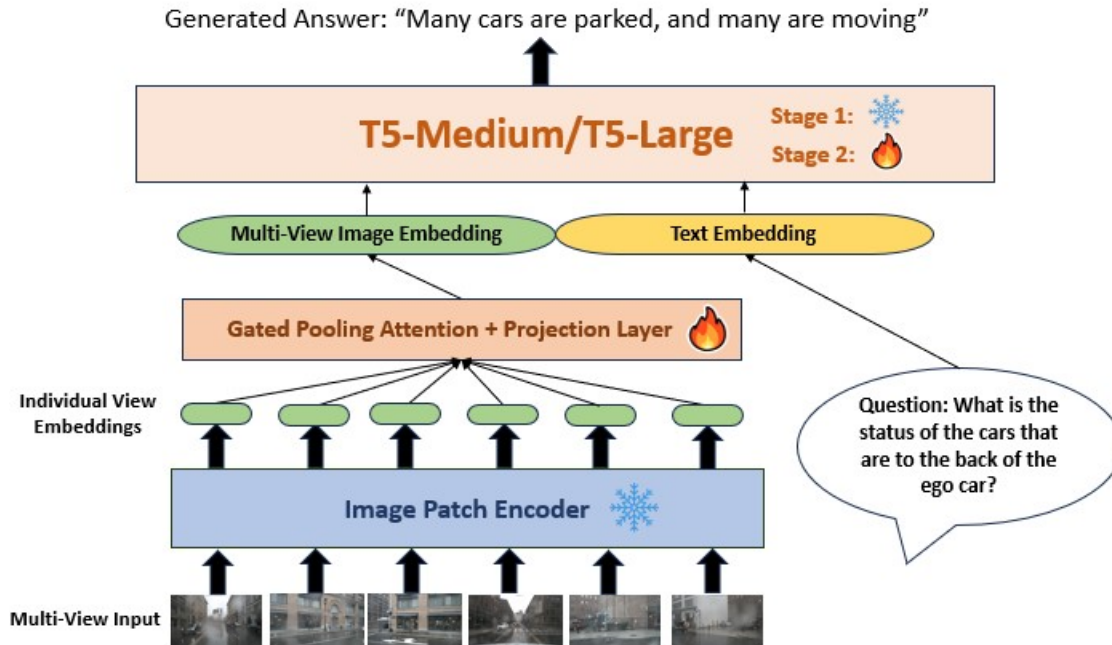 Generated Answer: “Many cars are parked, and many are moving”
T5-Medium/T5-Large
Stage 1:
Stage 2:
Multi-View Image Embedding
Text Embedding
Gated Pooling Attention + Projection Layer
Individual View
Embeddings
Question: What is the
status of the cars that
are to the back of the
ego car?
Image Patch Encoder
Multi-View Input